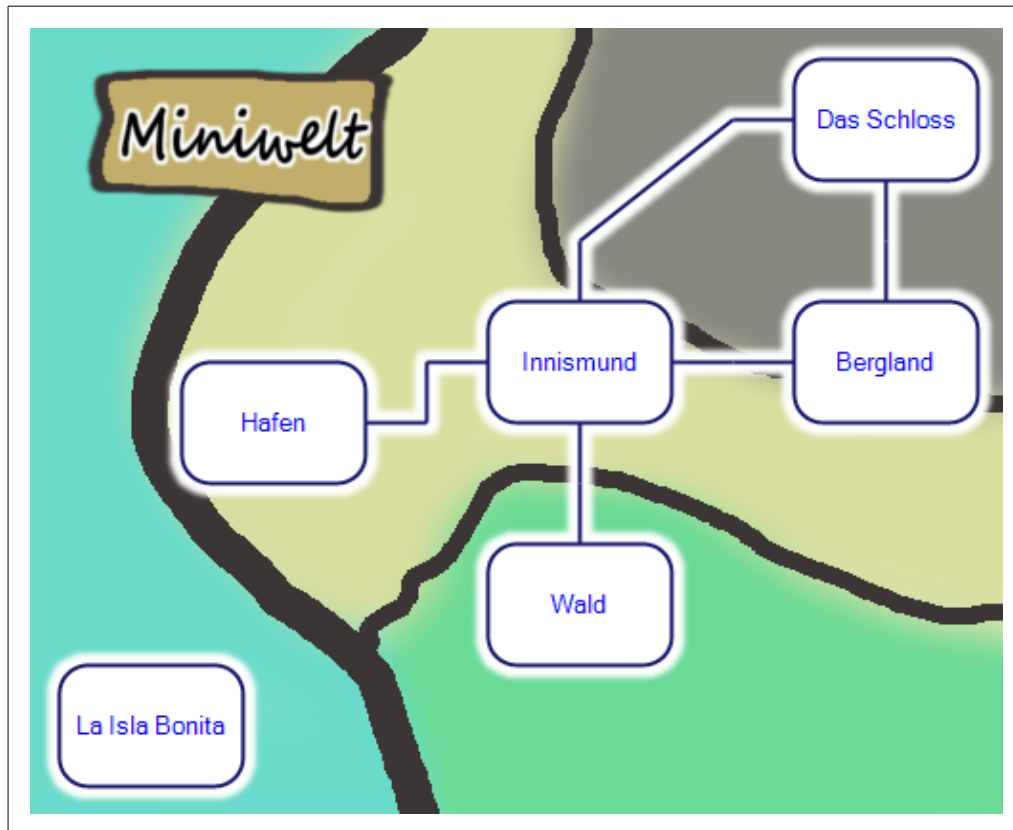 Miniwelt
Das Schloss
Innismund
Bergland
Hafen
Wald
La Isla Bonita